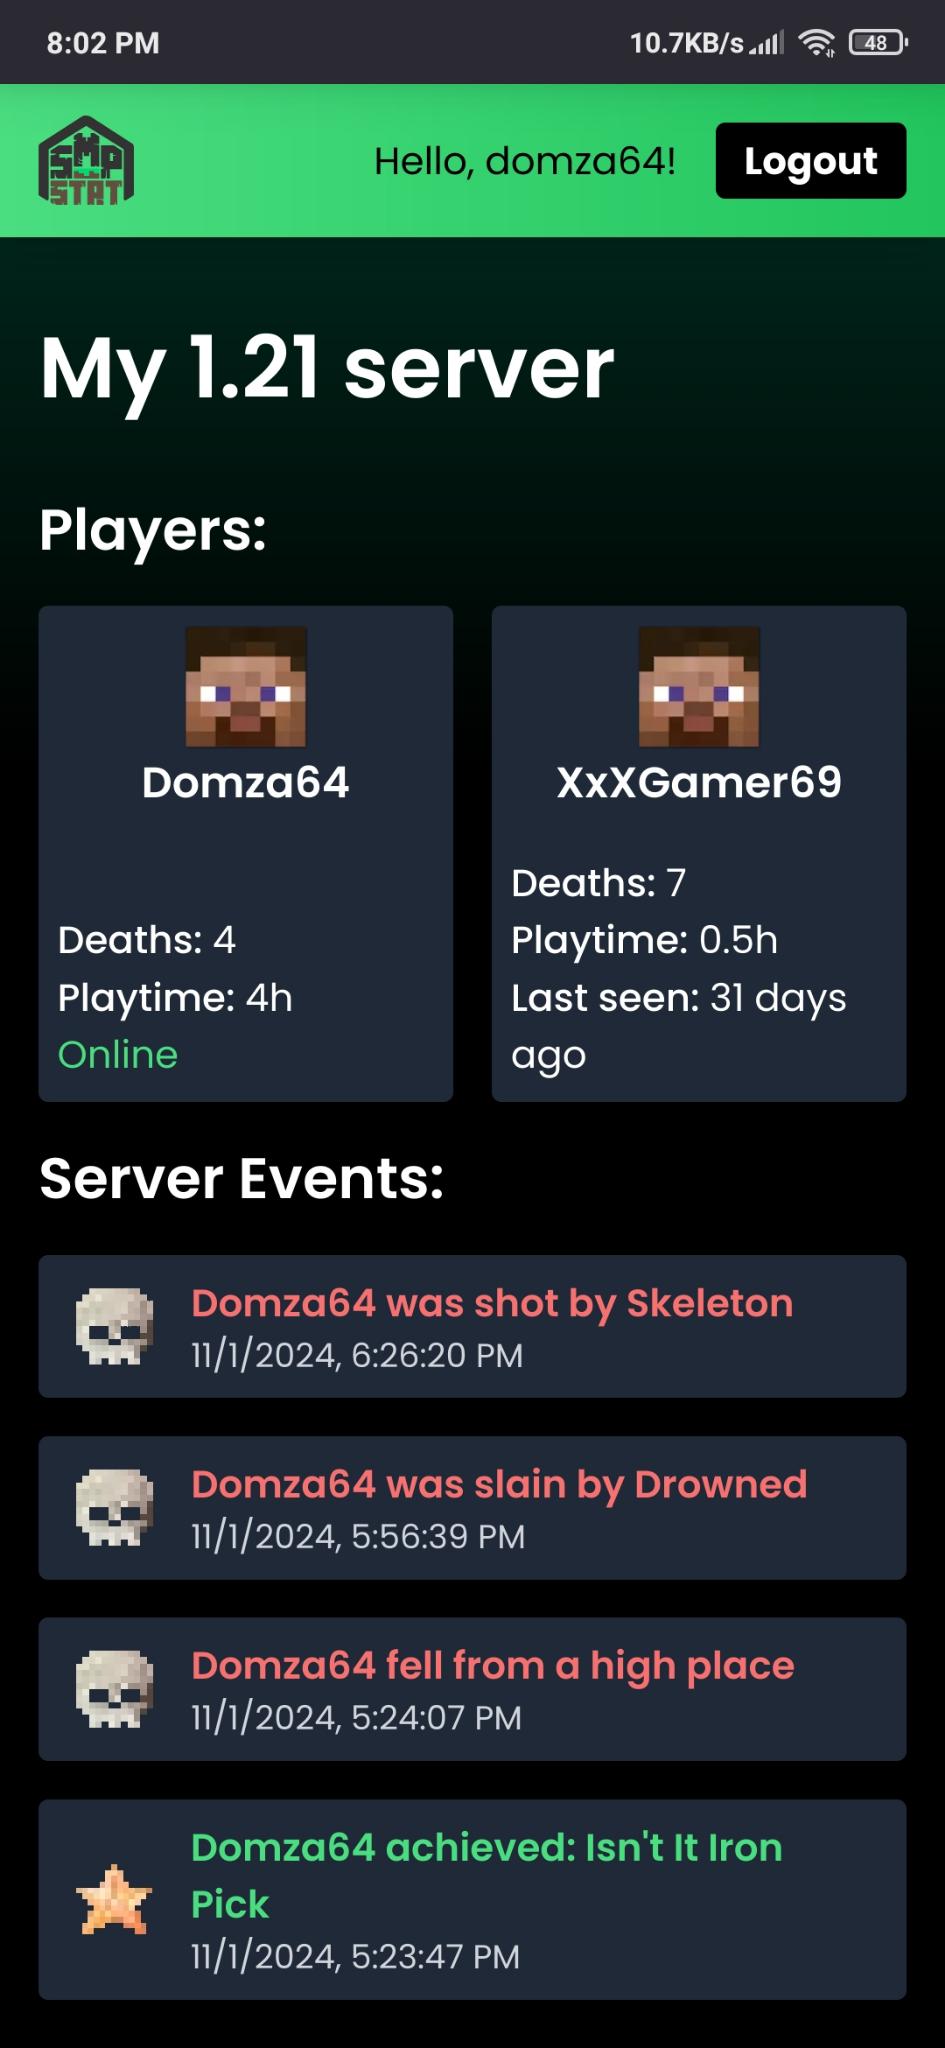 8:02 PM
10.7KB/s
48
SMP
STAT
Hello, domza64!
Logout
My 1.21 server
Players:
Domza64
Deaths: 4
Playtime: 4h
Online
XxXGamer69
Deaths: 7
Playtime: 0.5h
Last seen: 31 days
ago
Server Events:
Domza64 was shot by Skeleton
11/1/2024, 6:26:20 PM
Domza64 was slain by Drowned
11/1/2024, 5:56:39 PM
Domza64 fell from a high place
11/1/2024, 5:24:07 PM
Domza64 achieved: Isn't It Iron
Pick
11/1/2024, 5:23:47 PM